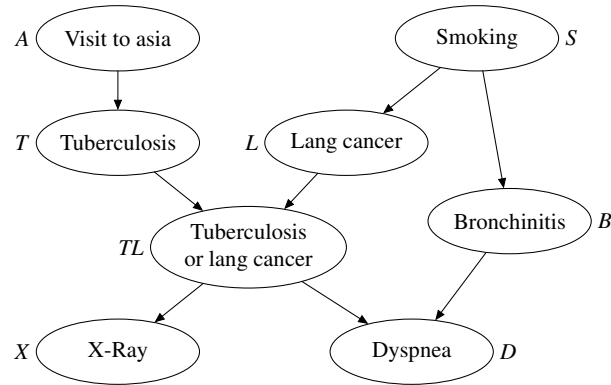 A Visit to asia
Smoking S
T Tuberculosis
L Lang cancer
Tuberculosis
or lang cancer
TL
Bronchinitis B
X X-Ray
Dyspnea D